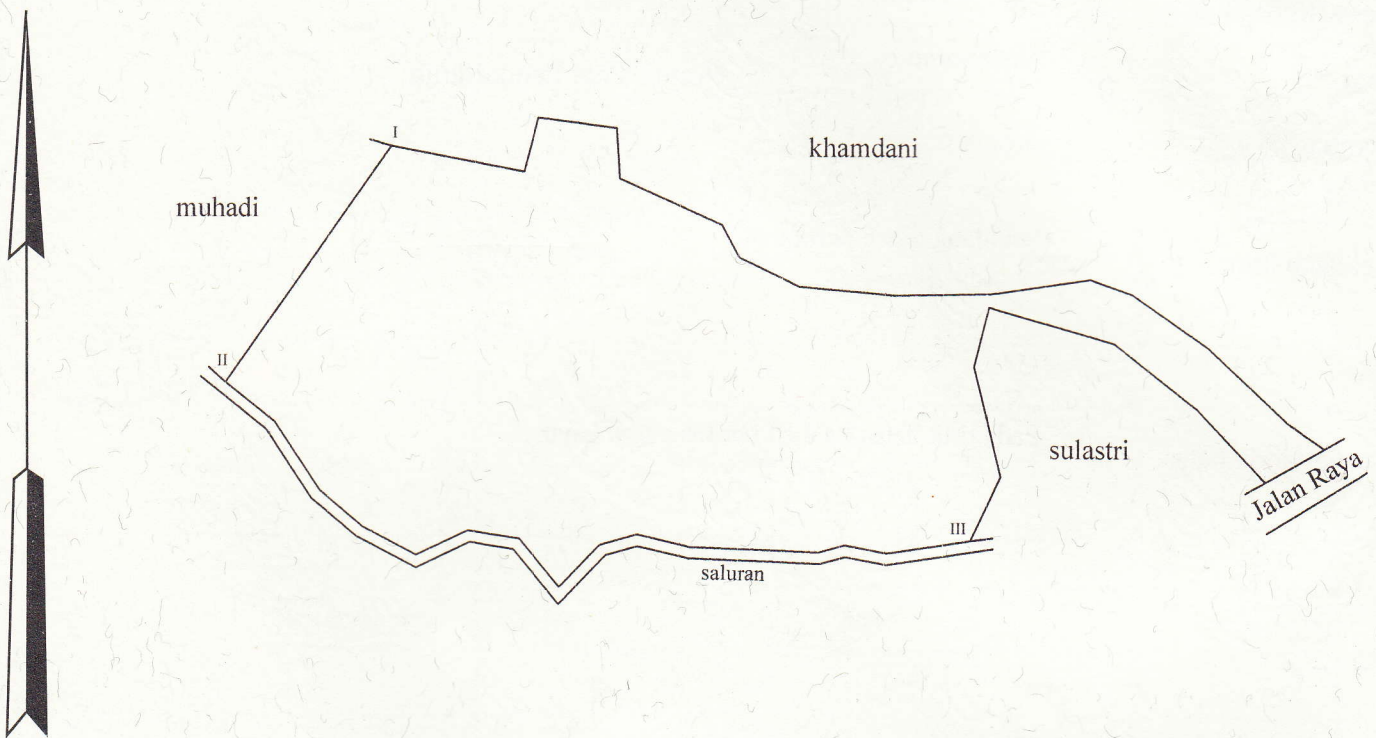 I
khamdani
muhadi
II
sulastri
Jalan Raya
III
saluran